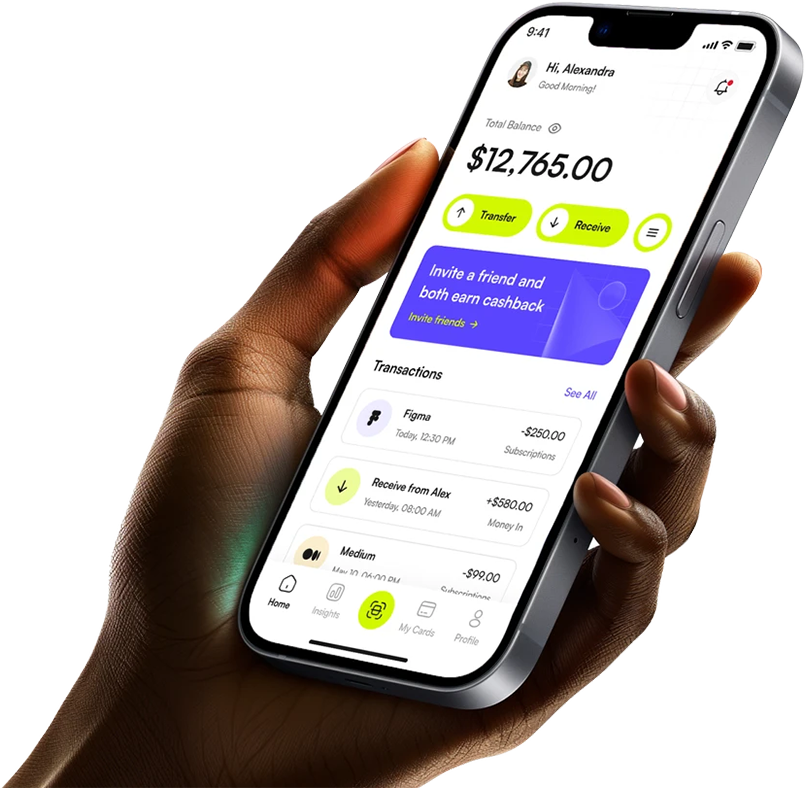 9:41
Hi, Alexandra
Good Morning!
Total Balance
$12,765.00
Transfer
Receive
Invite a friend and
both earn cashback
Invite friends →
Transactions
See All
Figma
-$250.00
Today, 12:30 PM
Subscriptions
Receive from Alex
+$580.00
Yesterday, 08:00 AM
Money In
Medium
-$99.00
May 10, 06:00 PM
Subscriptions
Home
Insights
My Cards
Profile